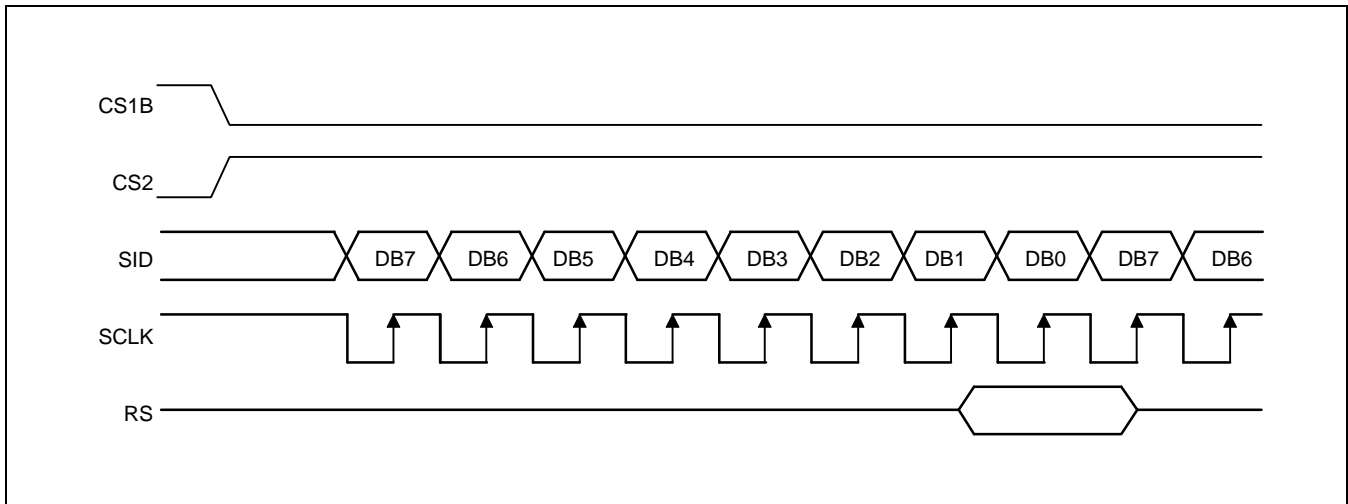 CS1B
CS2
SID DB7 DB6 DB5 DB4 DB3 DB2 DB1 DB0 DB7 DB6
SCLK
RS